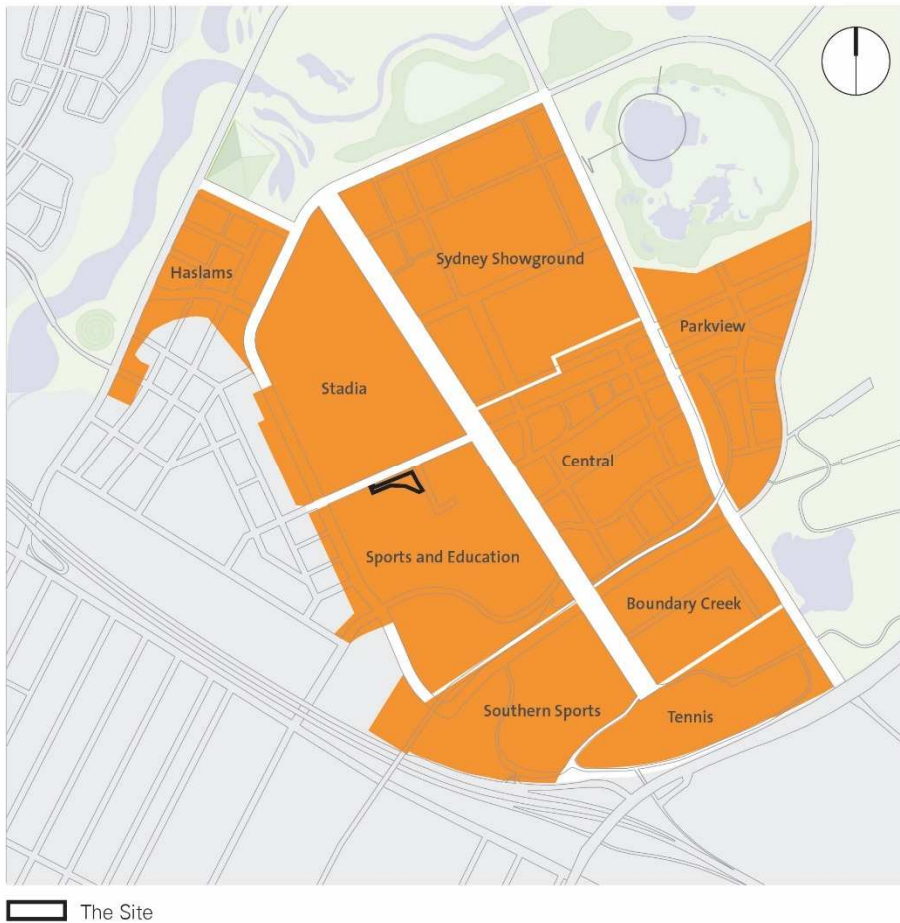 Sydney Showground
Haslams
Parkview
Stadia
Central
Sports and Education
Boundary Creek
Southern Sports
Tennis
The Site